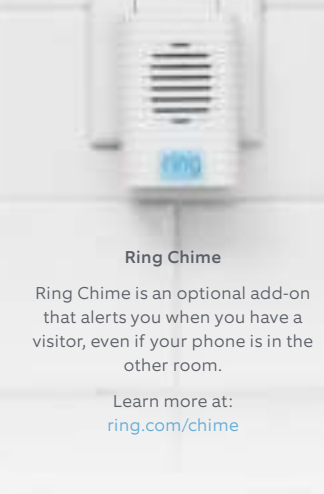 ring
Ring Chime
Ring Chime is an optional add-on
that alerts you when you have a
visitor, even if your phone is in the
other room.
Learn more at:
ring.com/chime